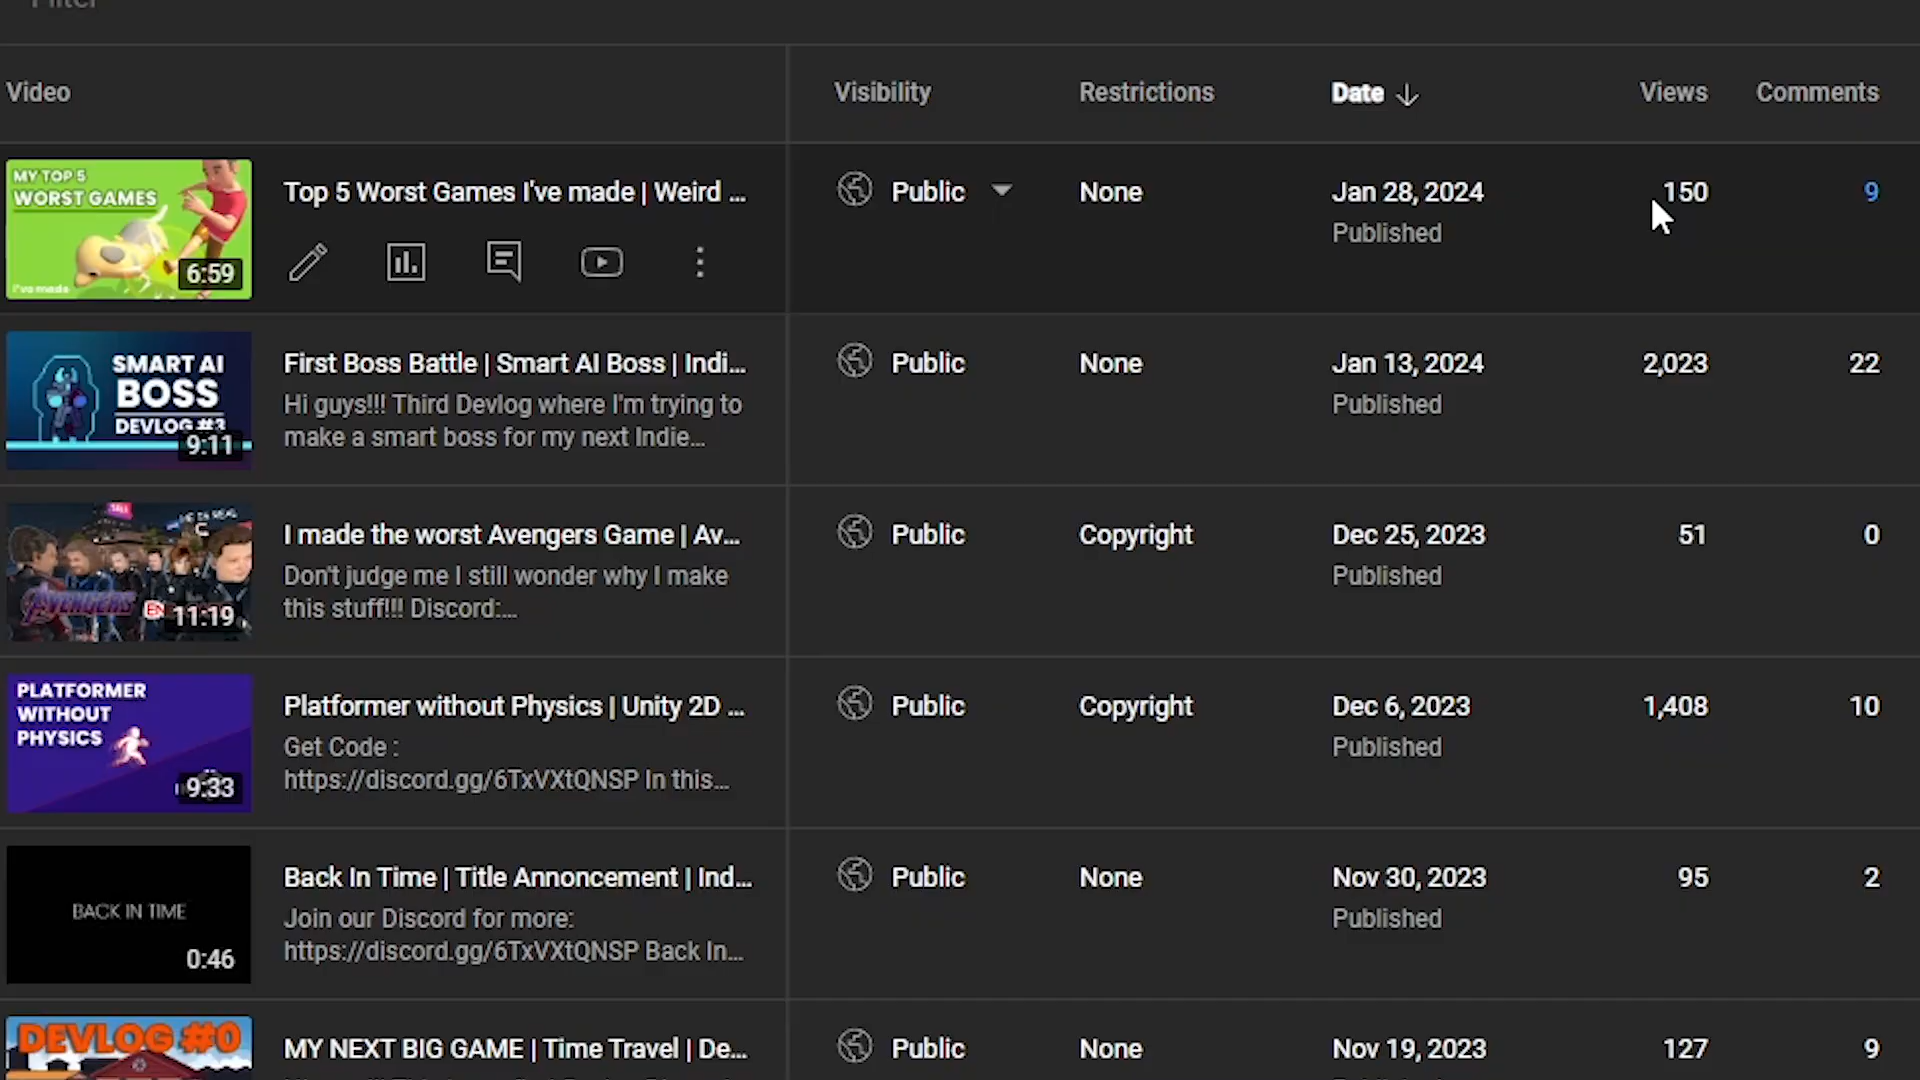 Filter
Video Visibility Restrictions Date Views Comments
MY TOP 5
WORST GAMES
I've made
6:59
Top 5 Worst Games I've made | Weird ...
Public None Jan 28, 2024 150 9
Published
SMART AI
BOSS
DEVLOG #3
9:11
First Boss Battle | Smart AI Boss | Indi...
Public None Jan 13, 2024 2,023 22
Hi guys!!! Third Devlog where I'm trying to
make a smart boss for my next Indie...
Published
AVENGERS
EN
11:19
I made the worst Avengers Game | Av...
Public Copyright Dec 25, 2023 51 0
Don't judge me I still wonder why I make
this stuff!!! Discord:...
Published
PLATFORMER
WITHOUT
PHYSICS
9:33
Platformer without Physics | Unity 2D ...
Public Copyright Dec 6, 2023 1,408 10
Get Code :
https://discord.gg/6TxVXtQNSP In this...
Published
BACK IN TIME
0:46
Back In Time | Title Annoncement | Ind...
Public None Nov 30, 2023 95 2
Join our Discord for more:
https://discord.gg/6TxVXtQNSP Back In...
Published
DEVLOG #0
MY NEXT BIG GAME | Time Travel | De...
Public None Nov 19, 2023 127 9